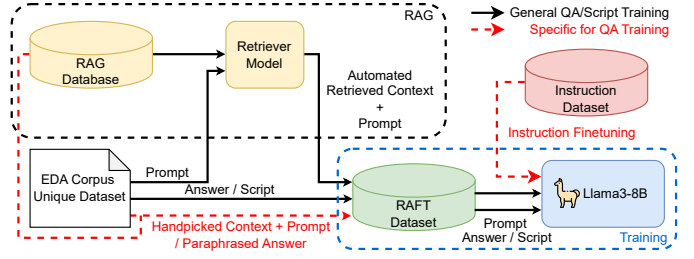 RAG
General QA/Script Training
Specific for QA Training
RAG
Database
Retriever
Model
Automated
Retrieved Context
+
Prompt
Instruction
Dataset
Instruction Finetuning
EDA Corpus
Unique Dataset
Prompt
Answer / Script
Handpicked Context + Prompt
/ Paraphrased Answer
RAFT
Dataset
Prompt
Answer / Script
Llama3-8B
Training